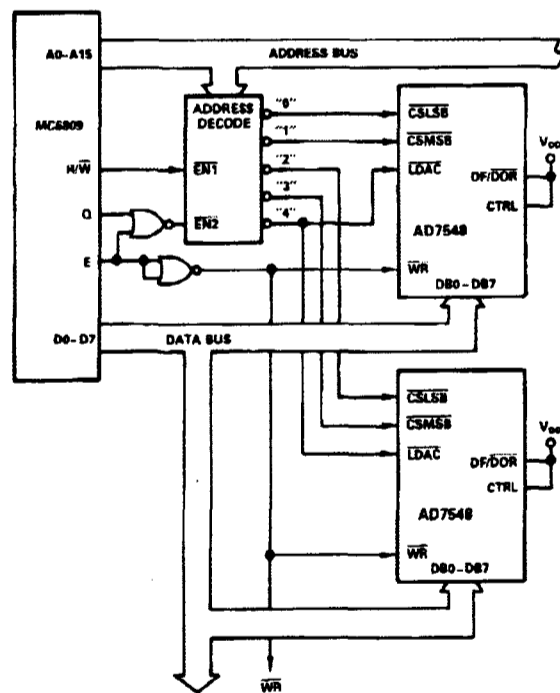 A0–A15
ADDRESS BUS
MC6809
ADDRESS
DECODE
"0"
"1"
"2"
"3"
"4"
R/W
EN1
Q
EN2
E
D0–D7
DATA BUS
CSLSB
CSMSB
LDAC
DF/DOR
CTRL
AD7548
WR
DB0–DB7
VDD
CSLSB
CSMSB
LDAC
DF/DOR
CTRL
AD7548
WR
DB0–DB7
VDD
WR